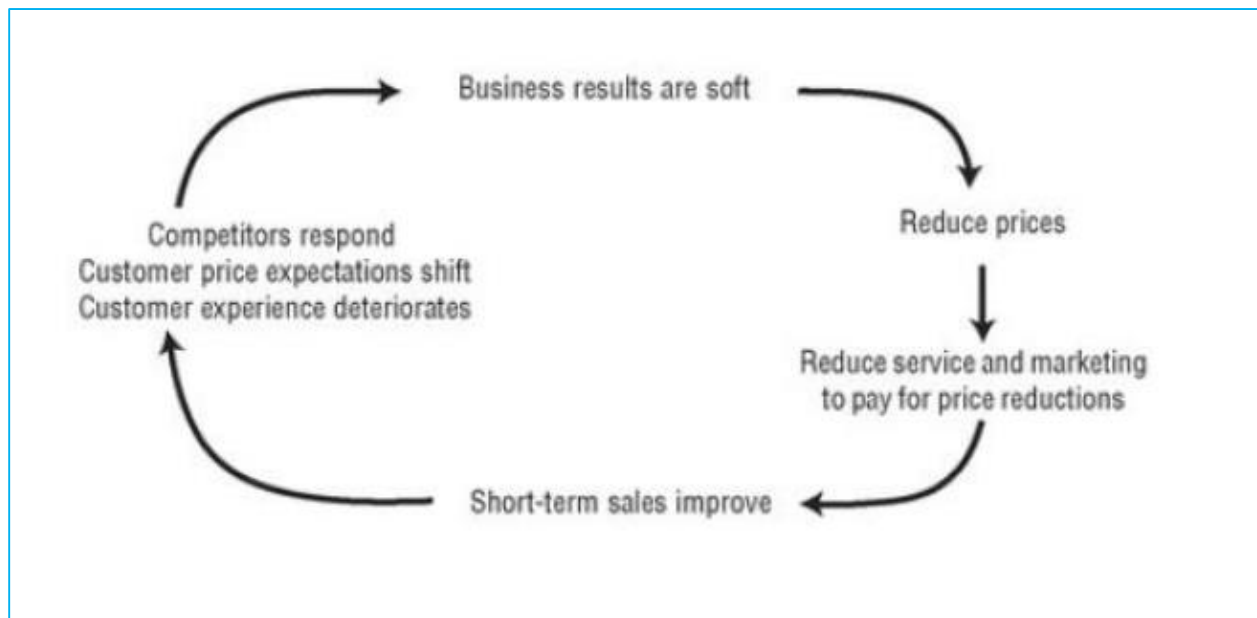 Business results are soft
Reduce prices
Reduce service and marketing
to pay for price reductions
Short-term sales improve
Competitors respond
Customer price expectations shift
Customer experience deteriorates